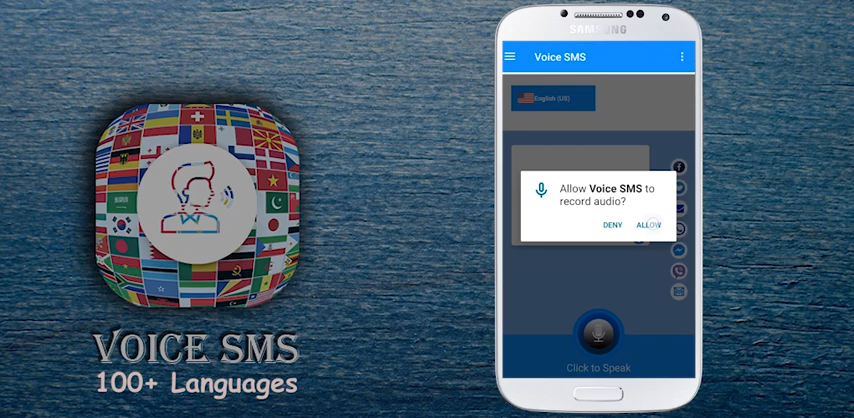 VOICE SMS
100+ Languages
SAMSUNG
Voice SMS
English (US)
Allow Voice SMS to
record audio?
DENY ALLOW
Click to Speak